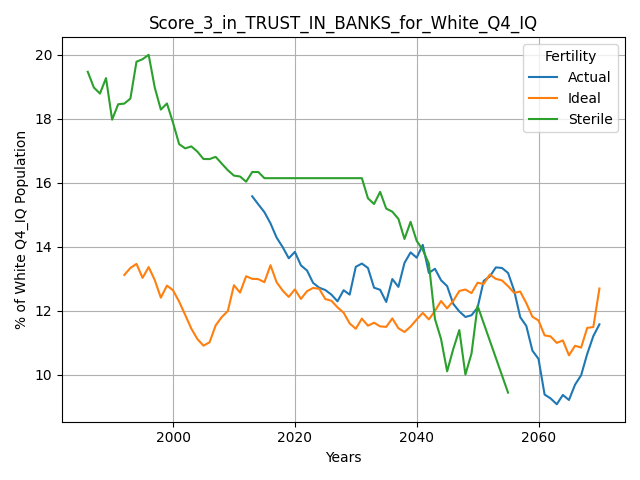 Score_3_in_TRUST_IN_BANKS_for_White_Q4_IQ
% of White Q4_IQ Population
20
18
16
14
12
10
Fertility
Actual
Ideal
Sterile
2000
2020
2040
2060
Years